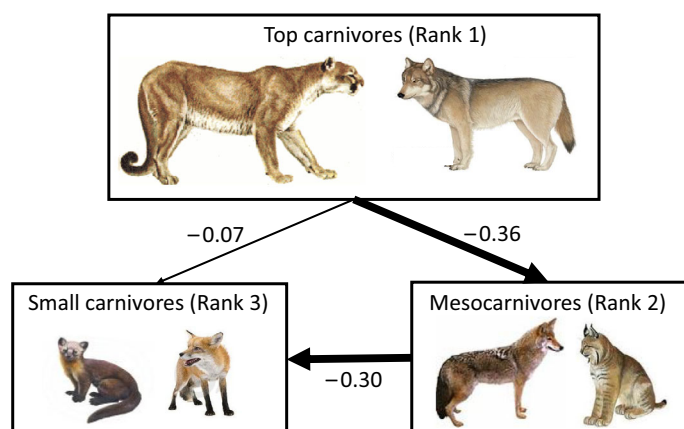 Top carnivores (Rank 1)
−0.07
−0.36
Small carnivores (Rank 3)
Mesocarnivores (Rank 2)
−0.30